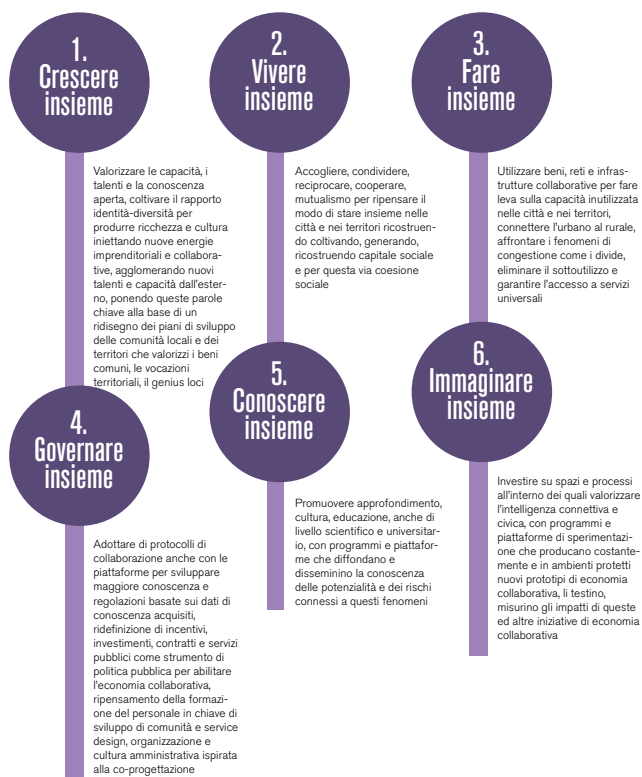 1.
Crescere
insieme
Valorizzare le capacità, i
talenti e la conoscenza
aperta, coltivare il rapporto
identità-diversità per
produrre ricchezza e cultura
iniettando nuove energie
imprenditoriali e collabora-
tive, agglomerando nuovi
talenti e capacità dall'ester-
no, ponendo queste parole
chiave alla base di un
ridisegno dei piani di sviluppo
delle comunità locali e dei
territori che valorizzi i beni
comuni, le vocazioni
territoriali, il genius loci
2.
Vivere
insieme
Accogliere, condividere,
reciprocare, cooperare,
mutualismo per ripensare il
modo di stare insieme nelle
città e nei territori ricostruen-
do coltivando, generando,
ricostruendo capitale sociale
e per questa via coesione
sociale
3.
Fare
insieme
Utilizzare beni, reti e infras-
trutture collaborative per fare
leva sulla capacità inutilizzata
nelle città e nei territori,
connettere l'urbano al rurale,
affrontare i fenomeni di
congestione come i divide,
eliminare il sottoutilizzo e
garantire l'accesso a servizi
universali
4.
Governare
insieme
Adottare di protocolli di
collaborazione anche con le
piattaforme per sviluppare
maggiore conoscenza e
regolazioni basate sui dati di
conoscenza acquisiti,
ridefinizione di incentivi,
investimenti, contratti e servizi
pubblici come strumento di
politica pubblica per abilitare
l'economia collaborativa,
ripensamento della formazi-
one del personale in chiave di
sviluppo di comunità e service
design, organizzazione e
cultura amministrativa ispirata
alla co-progettazione
5.
Conoscere
insieme
Promuovere approfondimento,
cultura, educazione, anche di
livello scientifico e universitar-
io, con programmi e piattafor-
me che diffondano e
disseminino la conoscenza
delle potenzialità e dei rischi
connessi a questi fenomeni
6.
Immaginare
insieme
Investire su spazi e processi
all'interno dei quali valorizzare
l'intelligenza connettiva e
civica, con programmi e
piattaforme di sperimentazi-
one che producano costante-
mente e in ambienti protetti
nuovi prototipi di economia
collaborativa, li testino,
misurino gli impatti di queste
ed altre iniziative di economia
collaborativa